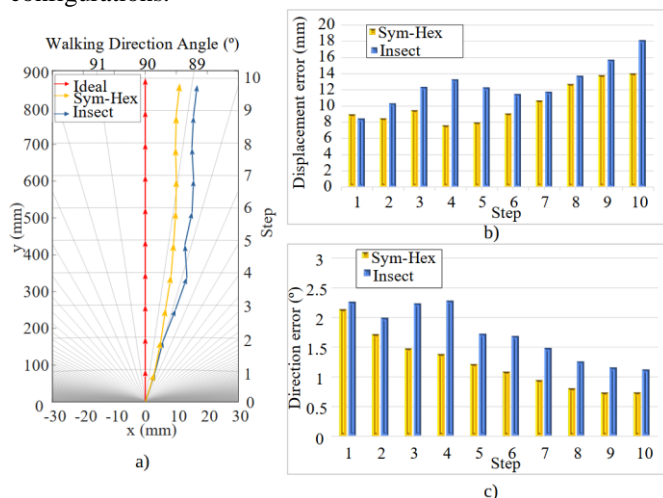 configurations.
Walking Direction Angle (º)
91 90 89
900
800
700
600
500
400
300
200
100
0
y (mm)
Ideal
Sym-Hex
Insect
10
9
8
7
6
5
4
3
2
1
0
Step
-30 -20 -10 0 10 20 30
x (mm)
a)
Displacement error (mm)
20
18
16
14
12
10
8
6
4
2
0
Sym-Hex
Insect
1 2 3 4 5 6 7 8 9 10
Step
b)
Direction error (º)
3
2.5
2
1.5
1
0.5
0
Sym-Hex
Insect
1 2 3 4 5 6 7 8 9 10
Step
c)